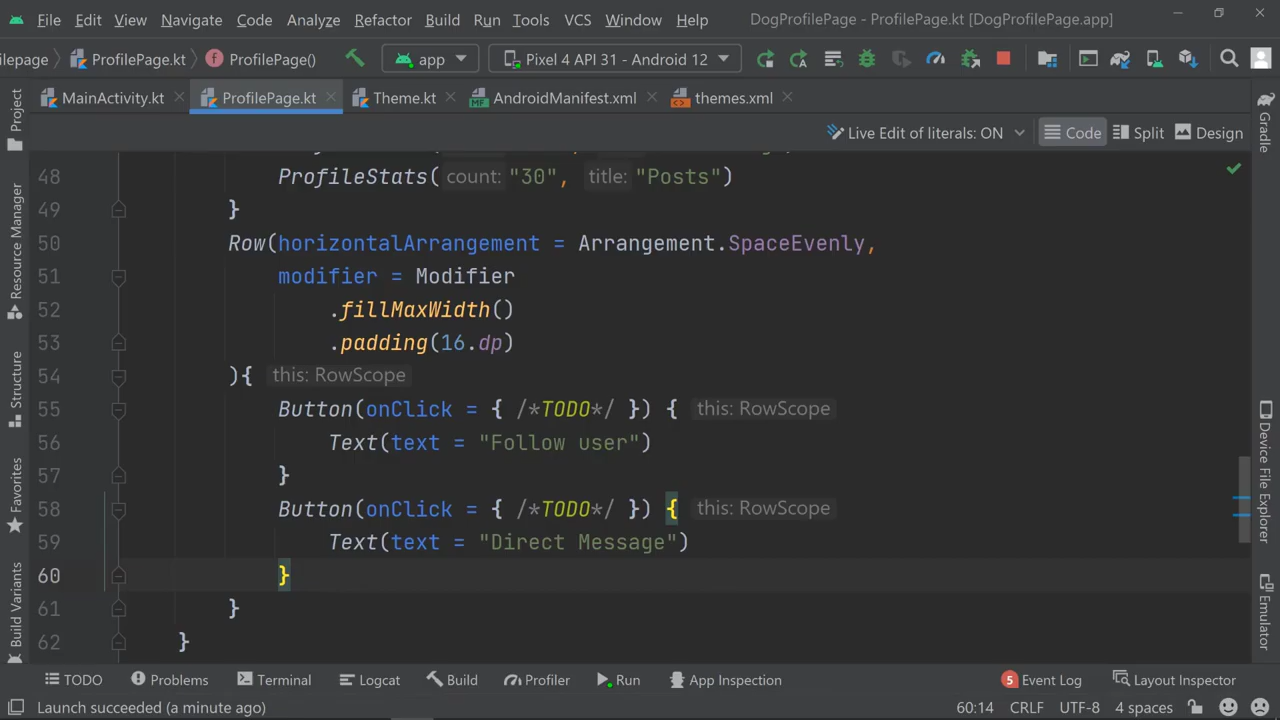 File Edit View Navigate Code Analyze Refactor Build Run Tools VCS Window Help DogProfilePage - ProfilePage.kt [DogProfilePage.app]
ilepage ProfilePage.kt ProfilePage() app Pixel 4 API 31 - Android 12
MainActivity.kt ProfilePage.kt Theme.kt AndroidManifest.xml themes.xml
Live Edit of literals: ON Code Split Design
48 ProfileStats( count: "30", title: "Posts")
49 }
50 Row(horizontalArrangement = Arrangement.SpaceEvenly,
51 modifier = Modifier
52 .fillMaxWidth()
53 .padding(16.dp)
54 ){ this: RowScope
55 Button(onClick = { /*TODO*/ }) { this: RowScope
56 Text(text = "Follow user")
57 }
58 Button(onClick = { /*TODO*/ }) { this: RowScope
59 Text(text = "Direct Message")
60 }
61 }
62 }
Project
Resource Manager
Structure
Favorites
Build Variants
Gradle
Device File Explorer
Emulator
TODO Problems Terminal Logcat Build Profiler Run App Inspection 5 Event Log Layout Inspector
Launch succeeded (a minute ago) 60:14 CRLF UTF-8 4 spaces